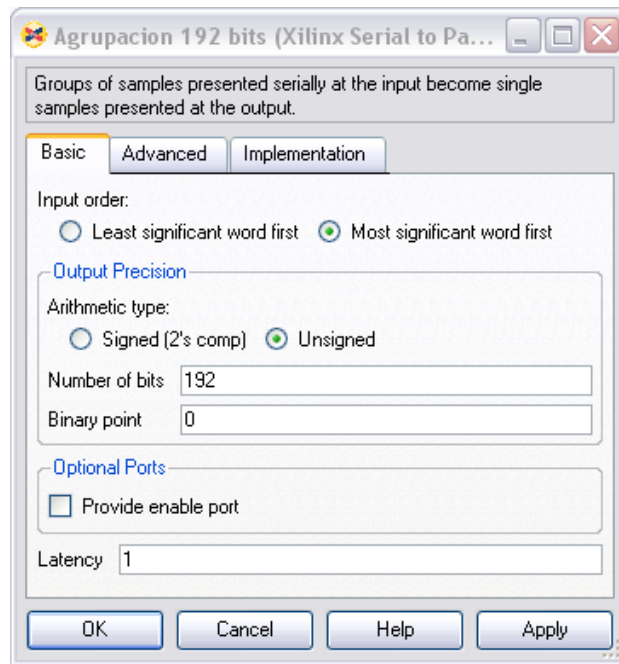 Agrupacion 192 bits (Xilinx Serial to Pa...
Groups of samples presented serially at the input become single
samples presented at the output.
Basic Advanced Implementation
Input order:
Least significant word first Most significant word first
Output Precision
Arithmetic type:
Signed (2's comp) Unsigned
Number of bits 192
Binary point 0
Optional Ports
Provide enable port
Latency 1
OK Cancel Help Apply